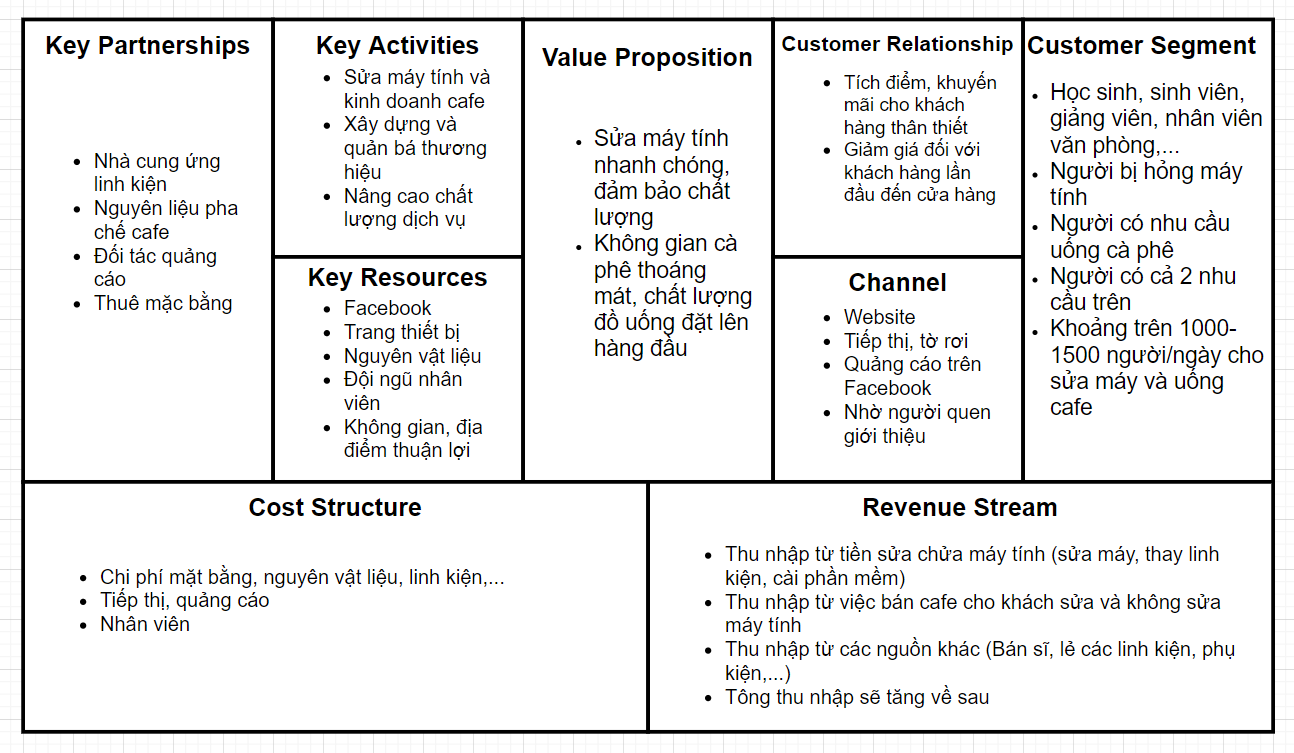 Key Partnerships
Nhà cung ứng
linh kiện
Nguyên liệu pha
chế cafe
Đối tác quảng
cáo
Thuê mặc bằng
Key Activities
Sửa máy tính và
kinh doanh cafe
Xây dựng và
quản bá thương
hiệu
Nâng cao chất
lượng dịch vụ
Key Resources
Facebook
Trang thiết bị
Nguyên vật liệu
Đội ngũ nhân
viên
Không gian, địa
điểm thuận lợi
Value Proposition
Sửa máy tính
nhanh chóng,
đảm bảo chất
lượng
Không gian cà
phê thoáng
mát, chất lượng
đồ uống đặt lên
hàng đầu
Customer Relationship
Tích điểm, khuyến
mãi cho khách
hàng thân thiết
Giảm giá đối với
khách hàng lần
đầu đến cửa hàng
Channel
Website
Tiếp thị, tờ rơi
Quảng cáo trên
Facebook
Nhờ người quen
giới thiệu
Customer Segment
Học sinh, sinh viên,
giảng viên, nhân viên
văn phòng,...
Người bị hỏng máy
tính
Người có nhu cầu
uống cà phê
Người có cả 2 nhu
cầu trên
Khoảng trên 1000-
1500 người/ngày cho
sửa máy và uống
cafe
Cost Structure
Chi phí mặt bằng, nguyên vật liệu, linh kiện,...
Tiếp thị, quảng cáo
Nhân viên
Revenue Stream
Thu nhập từ tiền sửa chửa máy tính (sửa máy, thay linh
kiện, cài phần mềm)
Thu nhập từ việc bán cafe cho khách sửa và không sửa
máy tính
Thu nhập từ các nguồn khác (Bán sĩ, lẻ các linh kiện, phụ
kiện,...)
Tông thu nhập sẽ tăng về sau